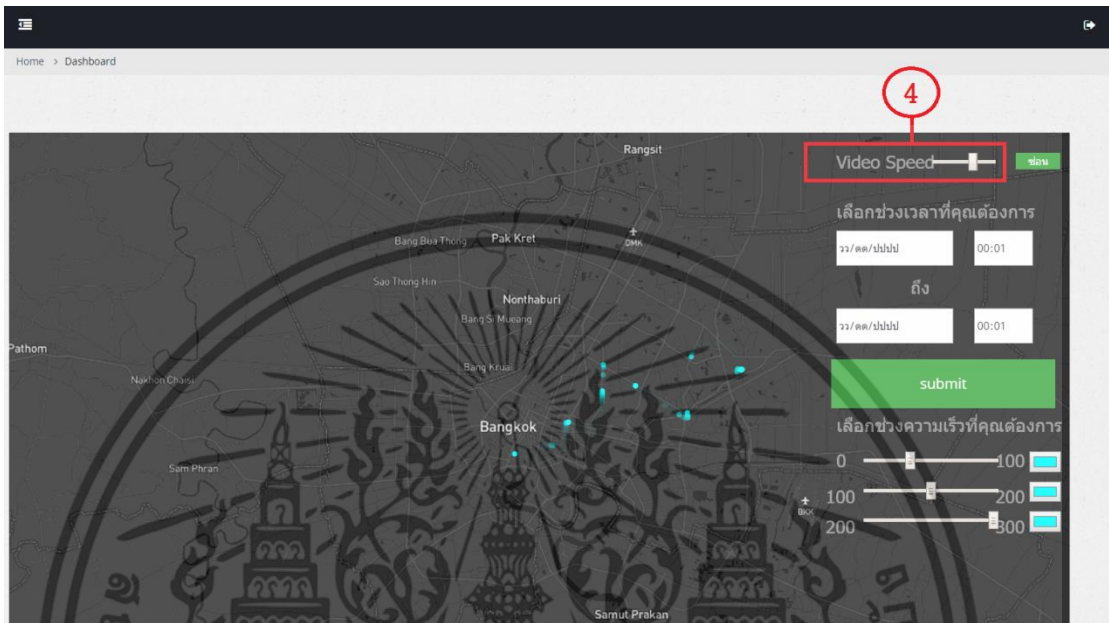 Home > Dashboard
4
Rangsit
Video Speed
ซ่อน
เลือกช่วงเวลาที่คุณต้องการ
Bang Bua Thong
Pak Kret
DMK
วว/ดด/ปปปป
00:01
Sao Thong Hin
ถึง
Nonthaburi
Bang Si Mueang
วว/ดด/ปปปป
00:01
Pathom
Bang Kruai
Nakhon Chaisi
submit
Bangkok
เลือกช่วงความเร็วที่คุณต้องการ
Sam Phran
0
100
100
200
BKK
200
300
Samut Prakan